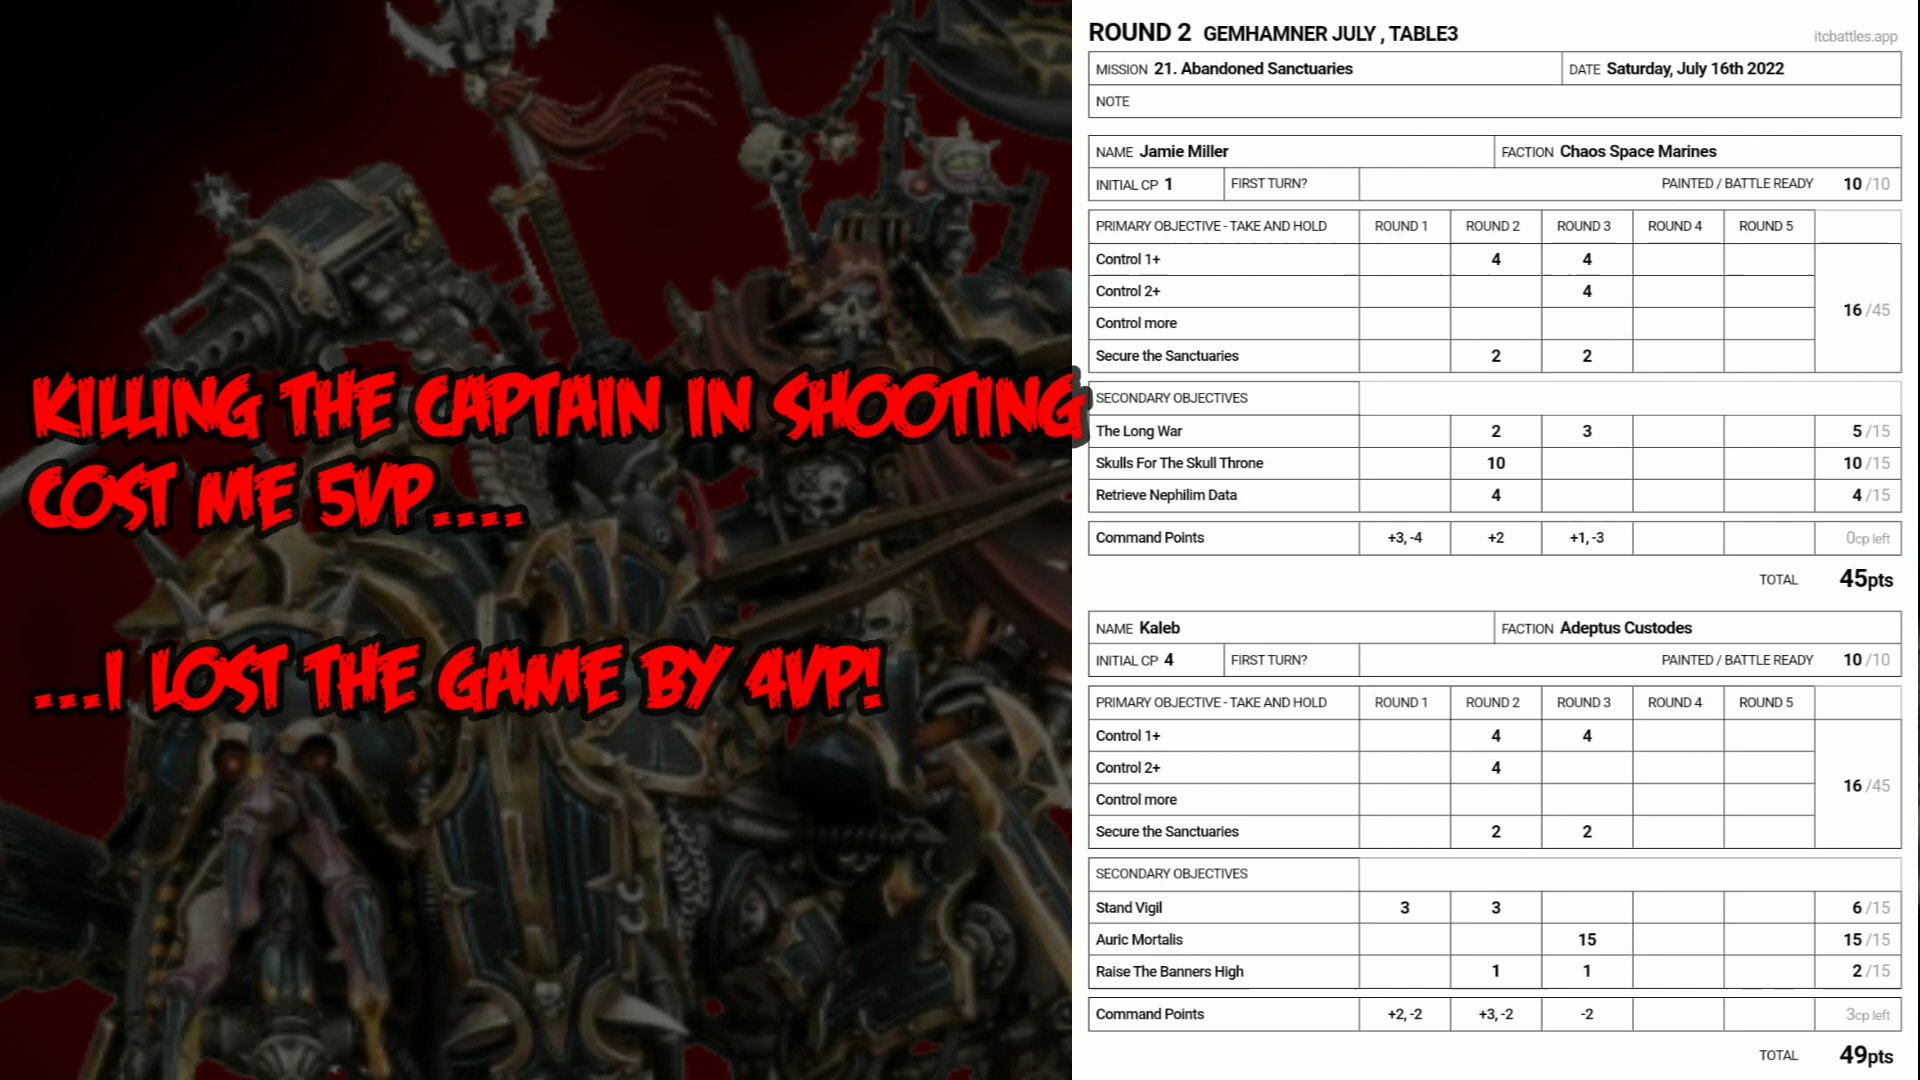 KILLING THE CAPTAIN IN SHOOTING
COST ME 5VP....
...I LOST THE GAME BY 4VP!
ROUND 2 GEMHAMNER JULY , TABLE3
itcbattles.app
MISSION 21. Abandoned Sanctuaries DATE Saturday, July 16th 2022
NOTE
NAME Jamie Miller FACTION Chaos Space Marines
INITIAL CP 1 FIRST TURN? PAINTED / BATTLE READY 10 /10
PRIMARY OBJECTIVE - TAKE AND HOLD ROUND 1 ROUND 2 ROUND 3 ROUND 4 ROUND 5
Control 1+ 4 4
Control 2+ 4
Control more
16 /45
Secure the Sanctuaries 2 2
SECONDARY OBJECTIVES
The Long War 2 3 5 /15
Skulls For The Skull Throne 10 10 /15
Retrieve Nephilim Data 4 4 /15
Command Points +3, -4 +2 +1, -3 0cp left
TOTAL 45pts
NAME Kaleb FACTION Adeptus Custodes
INITIAL CP 4 FIRST TURN? PAINTED / BATTLE READY 10 /10
PRIMARY OBJECTIVE - TAKE AND HOLD ROUND 1 ROUND 2 ROUND 3 ROUND 4 ROUND 5
Control 1+ 4 4
Control 2+ 4
Control more
16 /45
Secure the Sanctuaries 2 2
SECONDARY OBJECTIVES
Stand Vigil 3 3 6 /15
Auric Mortalis 15 15 /15
Raise The Banners High 1 1 2 /15
Command Points +2, -2 +3, -2 -2 3cp left
TOTAL 49pts